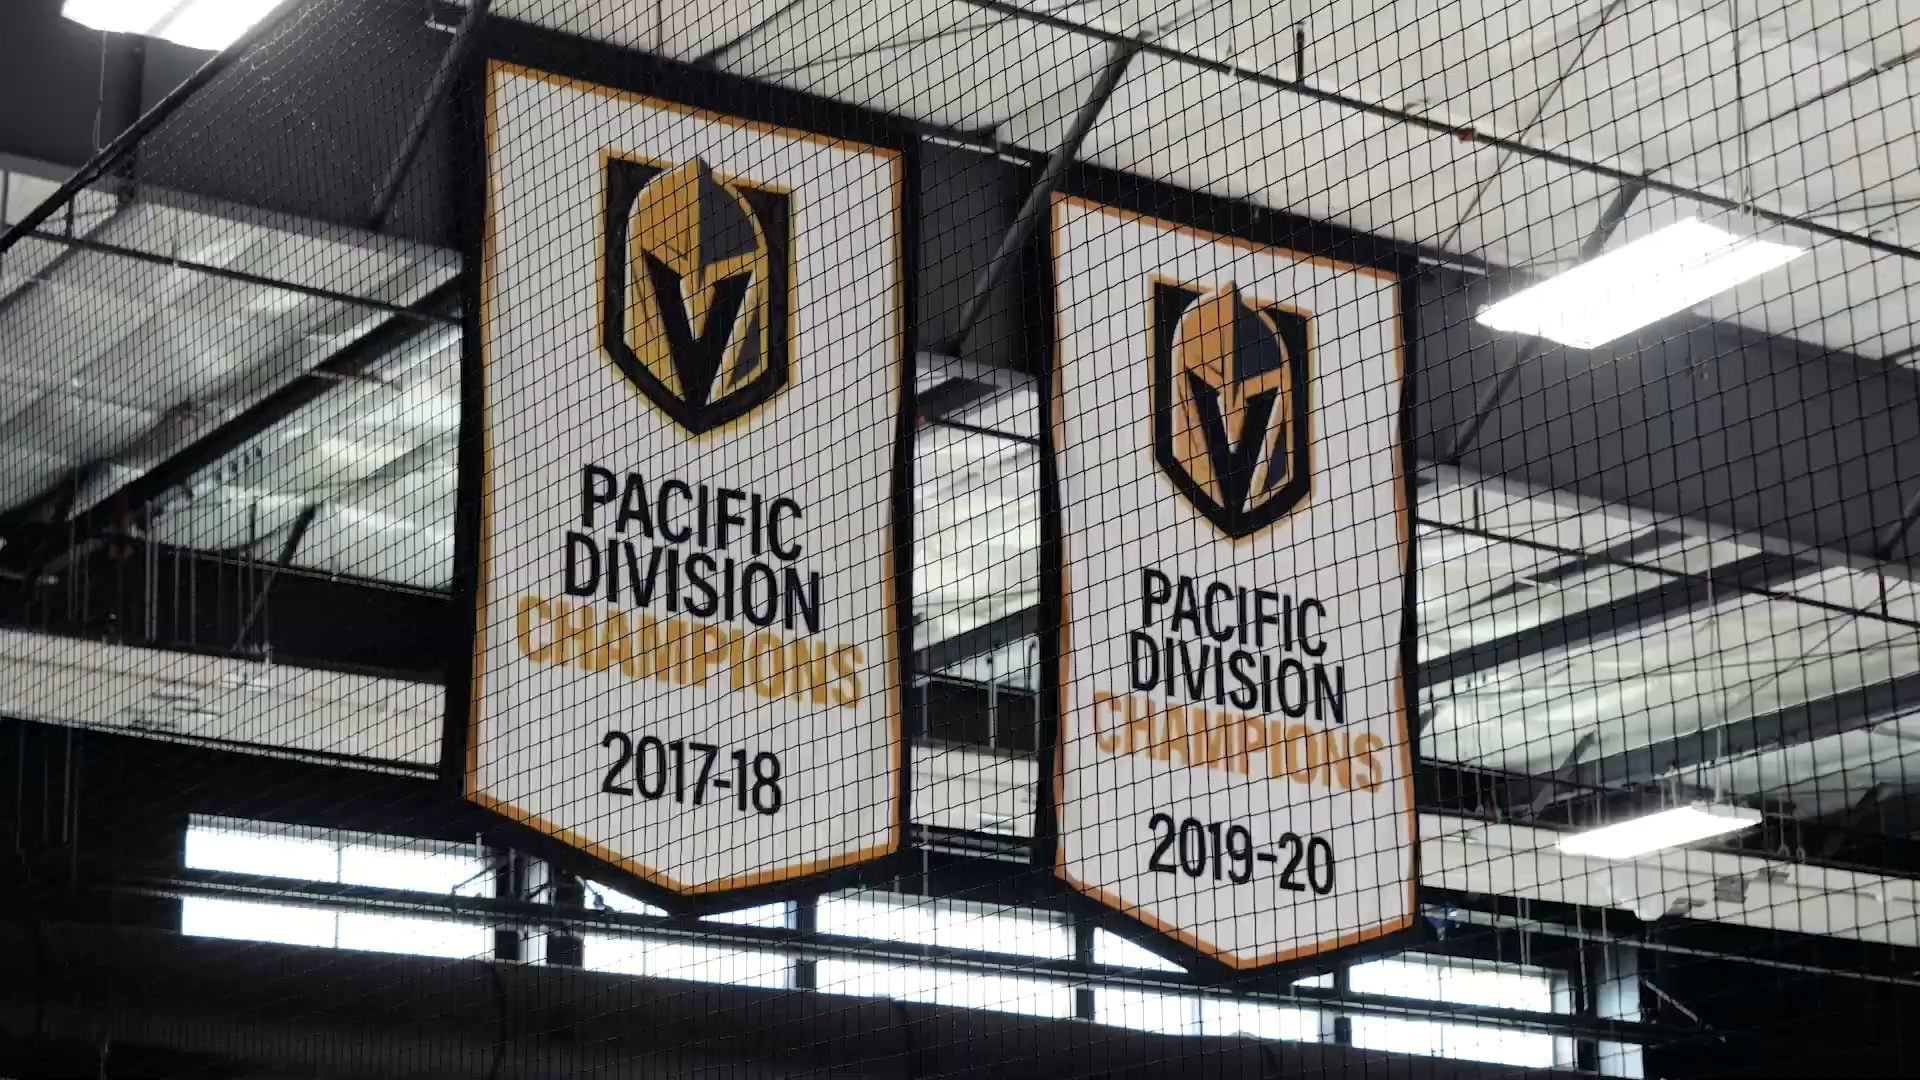 PACIFIC
DIVISION
CHAMPIONS
2017-18
PACIFIC
DIVISION
CHAMPIONS
2019-20